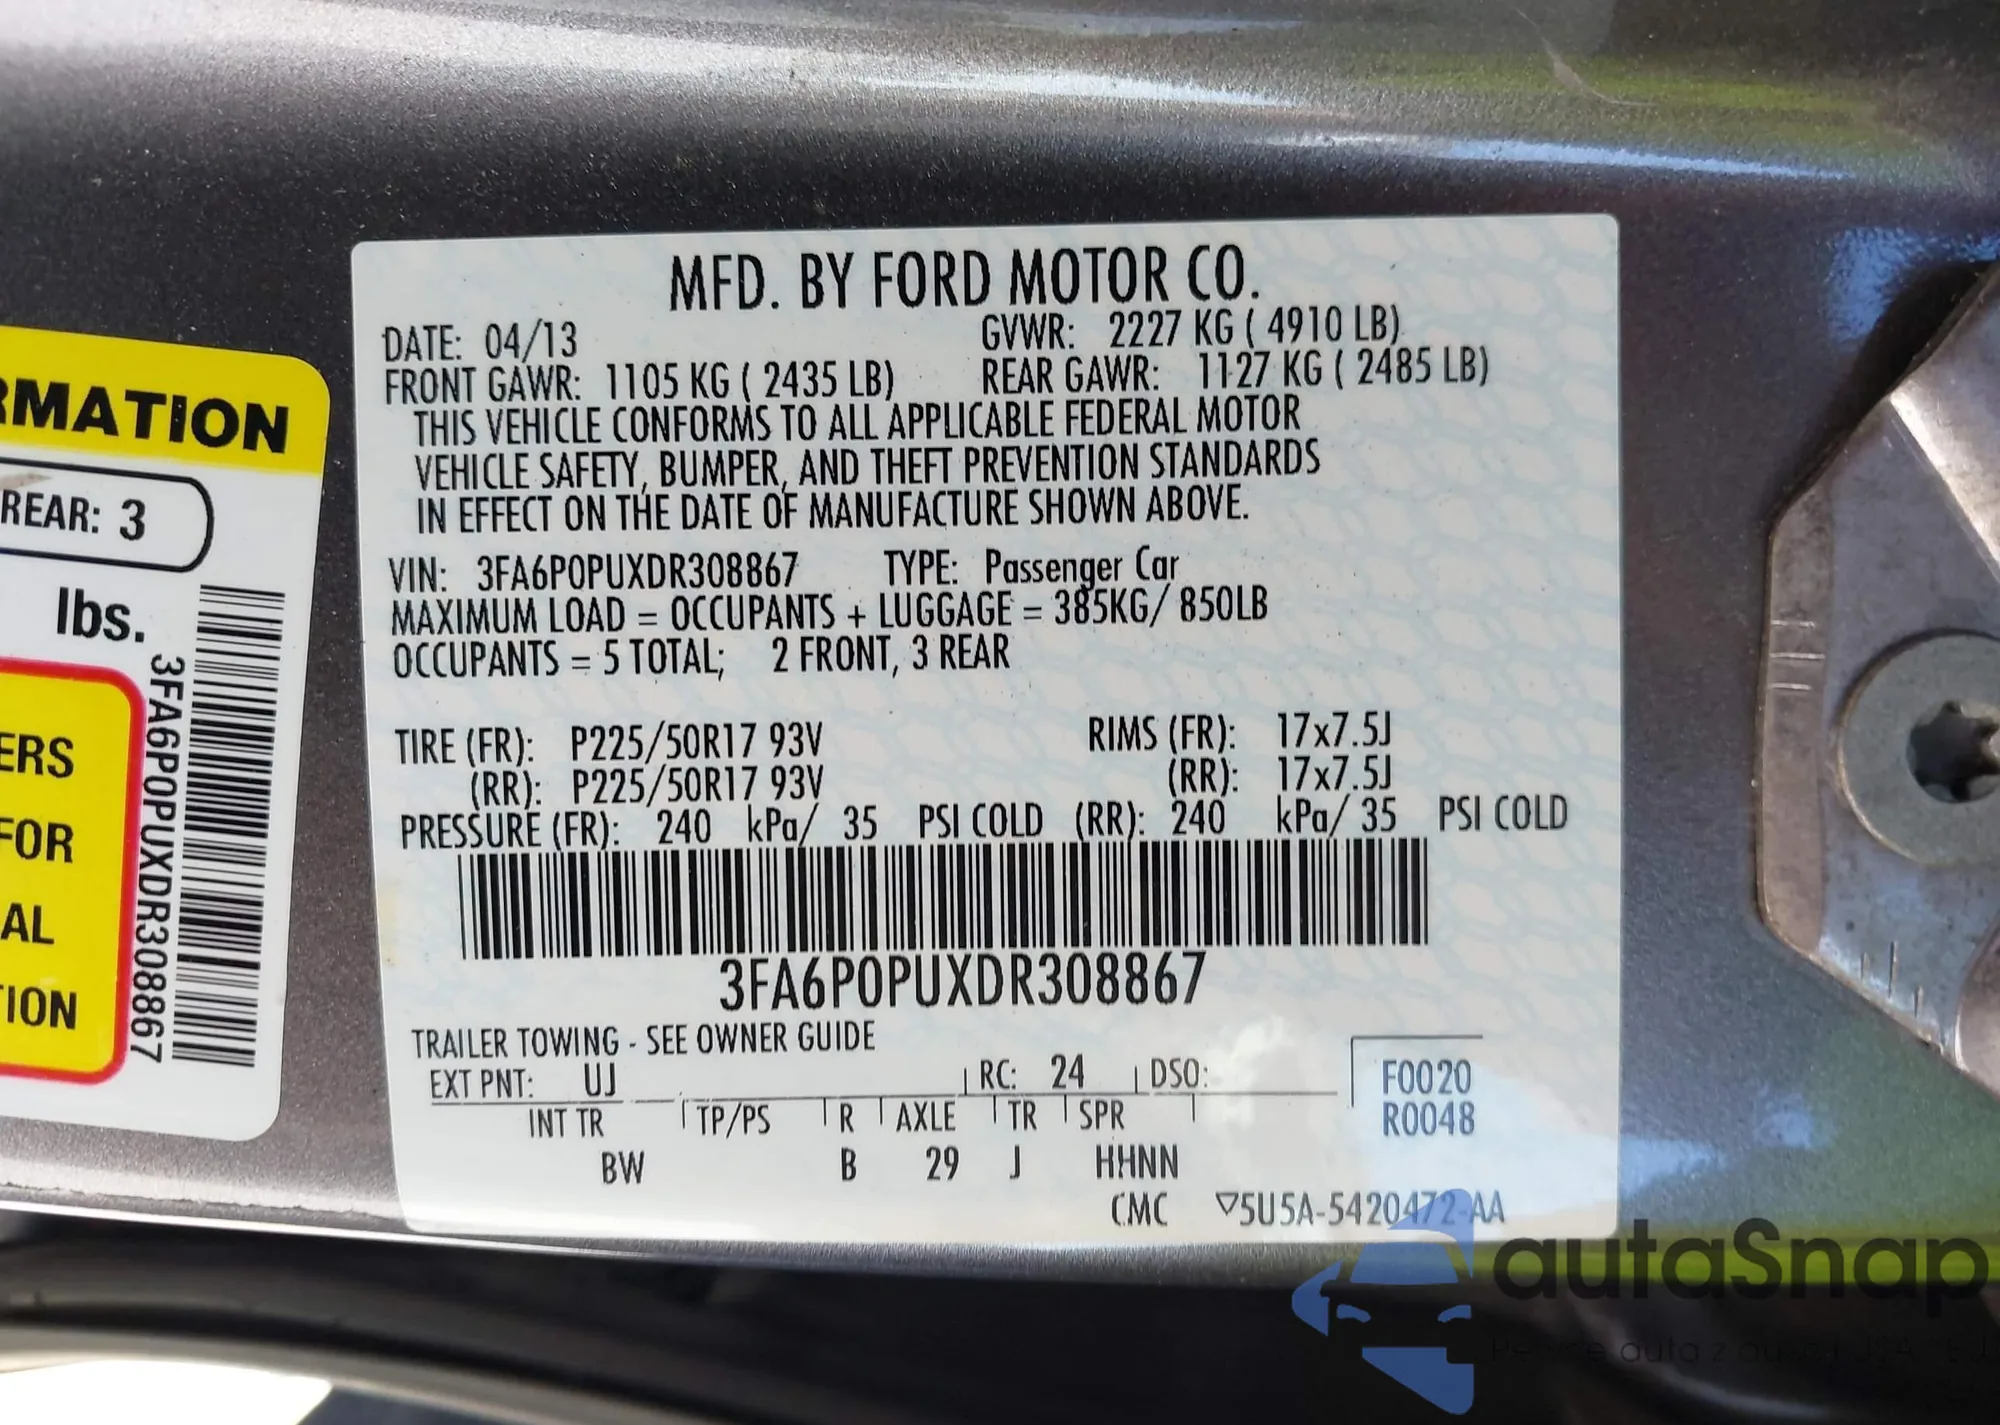 MFD. BY FORD MOTOR CO.
DATE: 04/13 GVWR: 2227 KG ( 4910 LB)
FRONT GAWR: 1105 KG ( 2435 LB) REAR GAWR: 1127 KG ( 2485 LB)
THIS VEHICLE CONFORMS TO ALL APPLICABLE FEDERAL MOTOR
VEHICLE SAFETY, BUMPER, AND THEFT PREVENTION STANDARDS
IN EFFECT ON THE DATE OF MANUFACTURE SHOWN ABOVE.
VIN: 3FA6P0PUXDR308867 TYPE: Passenger Car
MAXIMUM LOAD = OCCUPANTS + LUGGAGE = 385KG/ 850LB
OCCUPANTS = 5 TOTAL; 2 FRONT, 3 REAR
TIRE (FR): P225/50R17 93V RIMS (FR): 17x7.5J
(RR): P225/50R17 93V (RR): 17x7.5J
PRESSURE (FR): 240 kPa/ 35 PSI COLD (RR): 240 kPa/ 35 PSI COLD
3FA6P0PUXDR308867
TRAILER TOWING - SEE OWNER GUIDE
EXT PNT: UJ RC: 24 DSO:
F0020
R0048
INT TR TP/PS R AXLE TR SPR
BW B 29 J HHNN
CMC ▽5U5A-5420472-AA
RMATION
REAR: 3
lbs.
3FA6P0PUXDR308867
ERS
FOR
AL
TION
autaSnap